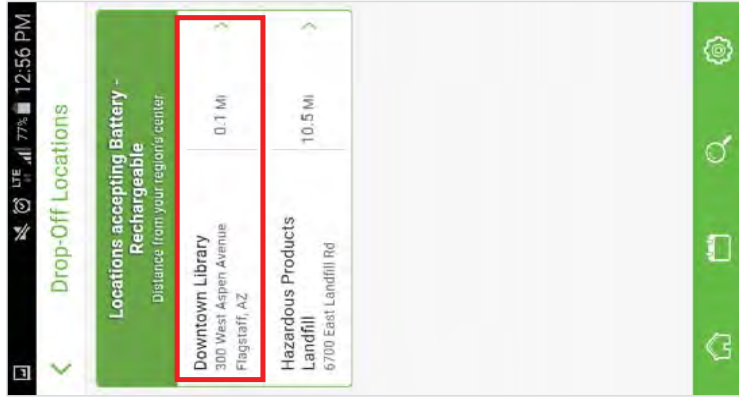 LTE 77% 12:56 PM
Drop-Off Locations
Locations accepting Battery -
Rechargeable
Distance from your region's center
Downtown Library
300 West Aspen Avenue
Flagstaff, AZ
0.1 Mi
Hazardous Products
Landfill
6700 East Landfill Rd
10.5 Mi